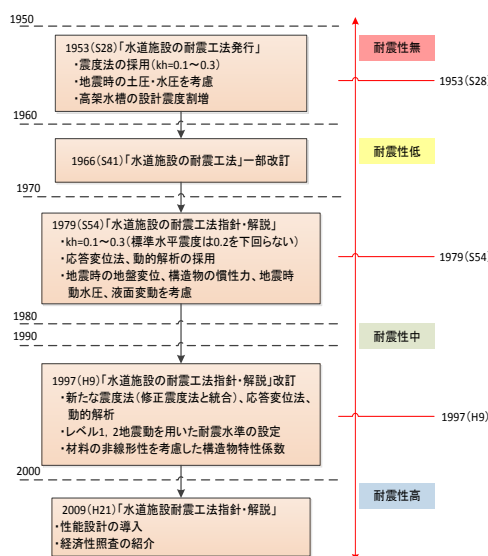 1950
耐震性無
1953(S28)「水道施設の耐震工法発行」
・震度法の採用(kh=0.1～0.3)
・地震時の土圧・水圧を考慮
・高架水槽の設計震度割増
1953(S28)
1960
耐震性低
1966(S41)「水道施設の耐震工法」一部改訂
1970
1979(S54)「水道施設の耐震工法指針・解説」
・kh=0.1～0.3(標準水平震度は0.2を下回らない)
・応答変位法、動的解析の採用
・地震時の地盤変位、構造物の慣性力、地震時
動水圧、液面変動を考慮
1979(S54)
1980
1990
耐震性中
1997(H9)「水道施設の耐震工法指針・解説」改訂
・新たな震度法(修正震度法と統合)、応答変位法、
動的解析
・レベル1，2地震動を用いた耐震水準の設定
・材料の非線形性を考慮した構造物特性係数
1997(H9)
2000
耐震性高
2009(H21)「水道施設耐震工法指針・解説」
・性能設計の導入
・経済性照査の紹介